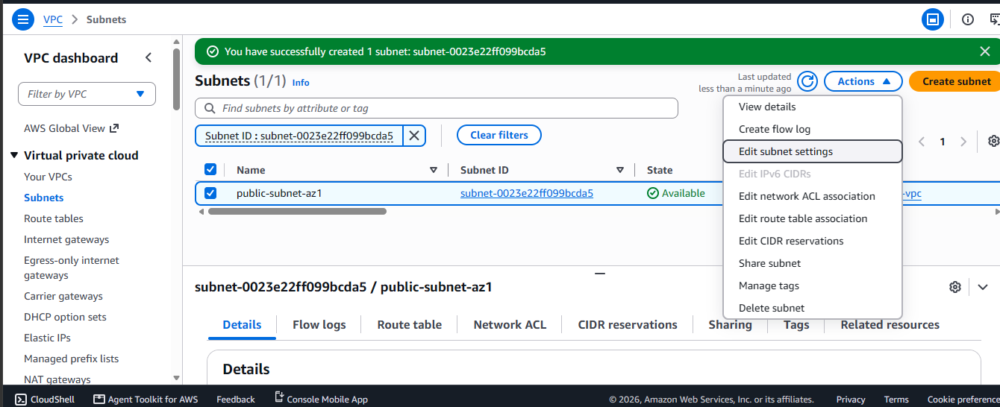 VPC > Subnets
VPC dashboard
Filter by VPC
AWS Global View
Virtual private cloud
Your VPCs
Subnets
Route tables
Internet gateways
Egress-only internet
gateways
Carrier gateways
DHCP option sets
Elastic IPs
Managed prefix lists
NAT gateways
You have successfully created 1 subnet: subnet-0023e22ff099bcda5
Subnets (1/1) Info
Last updated
less than a minute ago
Actions
Create subnet
Find subnets by attribute or tag
Subnet ID : subnet-0023e22ff099bcda5
Clear filters
1
Name Subnet ID State
public-subnet-az1 subnet-0023e22ff099bcda5 Available -vpc
View details
Create flow log
Edit subnet settings
Edit IPv6 CIDRs
Edit network ACL association
Edit route table association
Edit CIDR reservations
Share subnet
Manage tags
Delete subnet
subnet-0023e22ff099bcda5 / public-subnet-az1
Details Flow logs Route table Network ACL CIDR reservations Sharing Tags Related resources
Details
CloudShell Agent Toolkit for AWS Feedback Console Mobile App © 2026, Amazon Web Services, Inc. or its affiliates. Privacy Terms Cookie preference